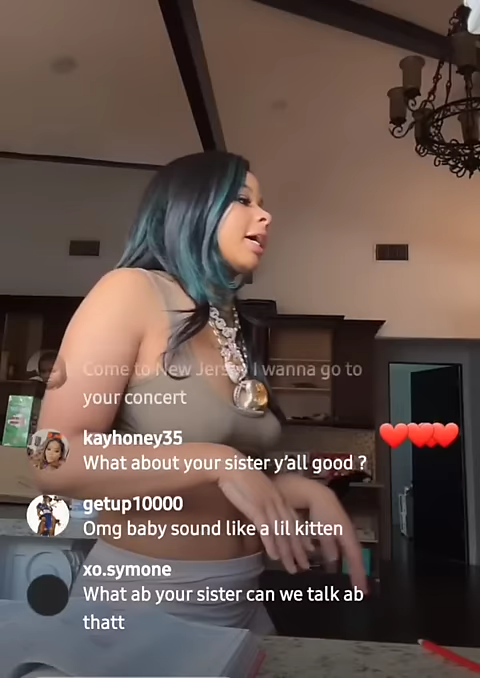 Come to New Jersey I wanna go to
your concert
kayhoney35
What about your sister y'all good ?
getup10000
Omg baby sound like a lil kitten
xo.symone
What ab your sister can we talk ab
thatt